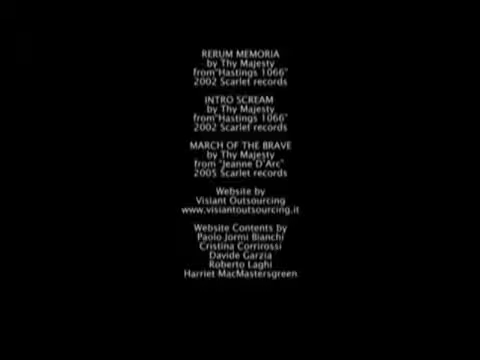 RERUM MEMORIA
by Thy Majesty
from"Hastings 1066"
2002 Scarlet records
INTRO SCREAM
by Thy Majesty
from"Hastings 1066"
2002 Scarlet records
MARCH OF THE BRAVE
by Thy Majesty
from "Jeanne D'Arc"
2005 Scarlet records
Website by
Visiant Outsourcing
www.visiantoutsourcing.it
Website Contents by
Paolo Jormi Bianchi
Cristina Corrirossi
Davide Garzia
Roberto Laghi
Harriet MacMastersgreen